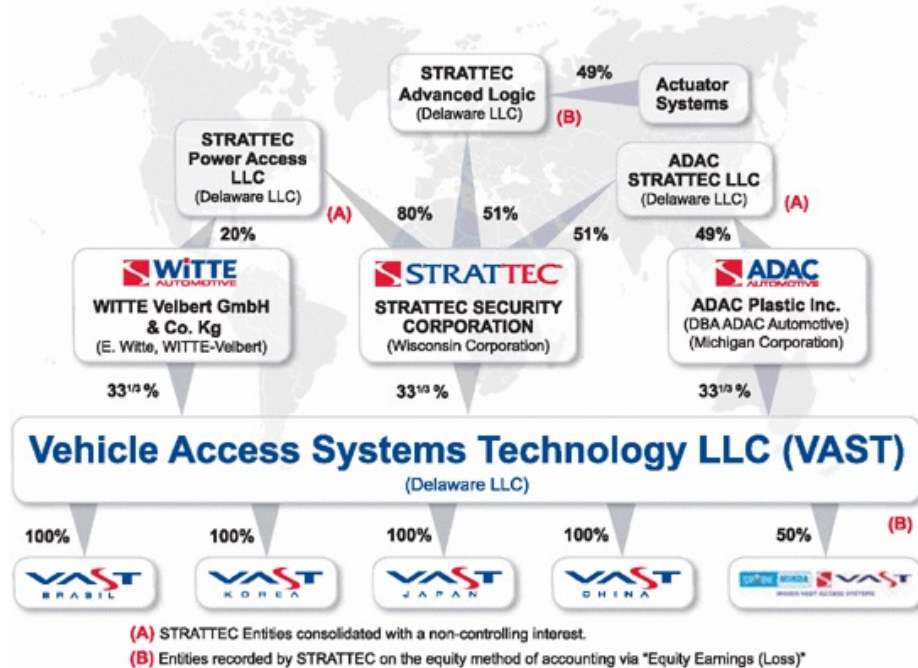 STRATTEC
Advanced Logic
(Delaware LLC)
49%
Actuator
Systems
(B)
STRATTEC
Power Access
LLC
(Delaware LLC)
(A)
ADAC
STRATTEC LLC
(Delaware LLC)
(A)
20%
80%
51%
51%
49%
WiTTE
AUTOMOTIVE
WITTE Velbert GmbH
& Co. Kg
(E. Witte, WITTE-Velbert)
STRATTEC
STRATTEC SECURITY
CORPORATION
(Wisconsin Corporation)
ADAC
AUTOMOTIVE
ADAC Plastic Inc.
(DBA ADAC Automotive)
(Michigan Corporation)
33 1/3 %
33 1/3 %
33 1/3 %
Vehicle Access Systems Technology LLC (VAST)
(Delaware LLC)
(B)
100%
100%
100%
100%
50%
VAST
BRASIL
VAST
KOREA
VAST
JAPAN
VAST
CHINA
VAST
VAST ACCESS SYSTEMS
(A) STRATTEC Entities consolidated with a non-controlling interest.
(B) Entities recorded by STRATTEC on the equity method of accounting via "Equity Earnings (Loss)"